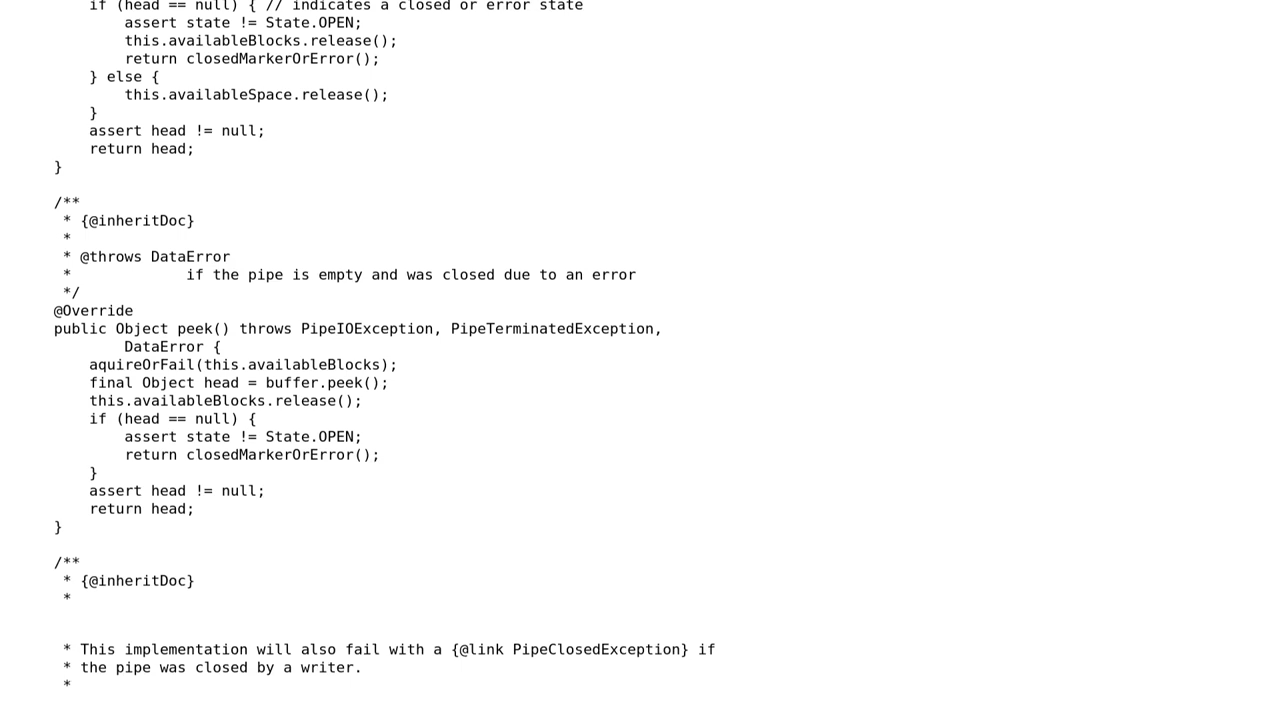 if (head == null) { // indicates a closed or error state
        assert state != State.OPEN;
        this.availableBlocks.release();
        return closedMarkerOrError();
    } else {
        this.availableSpace.release();
    }
    assert head != null;
    return head;
}

/**
 * {@inheritDoc}
 *
 * @throws DataError
 *             if the pipe is empty and was closed due to an error
 */
@Override
public Object peek() throws PipeIOException, PipeTerminatedException,
        DataError {
    aquireOrFail(this.availableBlocks);
    final Object head = buffer.peek();
    this.availableBlocks.release();
    if (head == null) {
        assert state != State.OPEN;
        return closedMarkerOrError();
    }
    assert head != null;
    return head;
}

/**
 * {@inheritDoc}
 *

 * This implementation will also fail with a {@link PipeClosedException} if
 * the pipe was closed by a writer.
 *